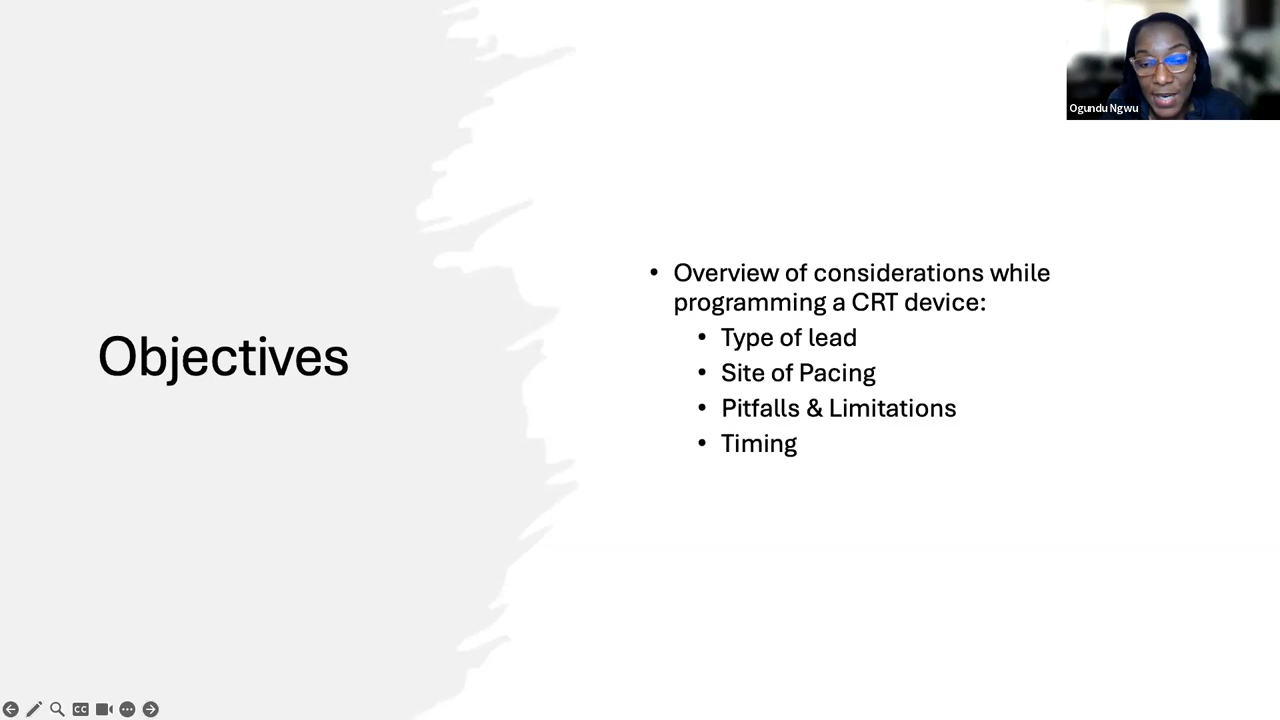 Ogundu Ngwu
Objectives
• Overview of considerations while
programming a CRT device:
• Type of lead
• Site of Pacing
• Pitfalls & Limitations
• Timing
CC